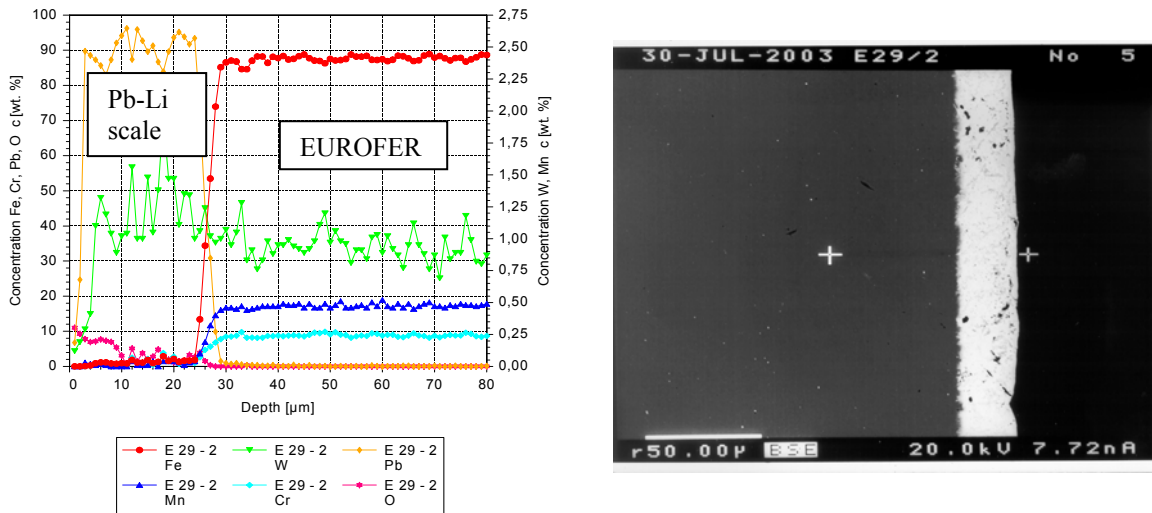 100
90
80
70
60
50
40
30
20
10
0
Concentration Fe, Cr, Pb, O c [wt. %]
2,75
2,50
2,25
2,00
1,75
1,50
1,25
1,00
0,75
0,50
0,25
0,00
Concentration W, Mn c [wt. %]
Pb-Li
scale
EUROFER
0 10 20 30 40 50 60 70 80
Depth [µm]
E 29 - 2 Fe
E 29 - 2 W
E 29 - 2 Pb
E 29 - 2 Mn
E 29 - 2 Cr
E 29 - 2 O
30-JUL-2003 E29/2 No 5
r50.00µ BSE 20.0kV 7.72nA